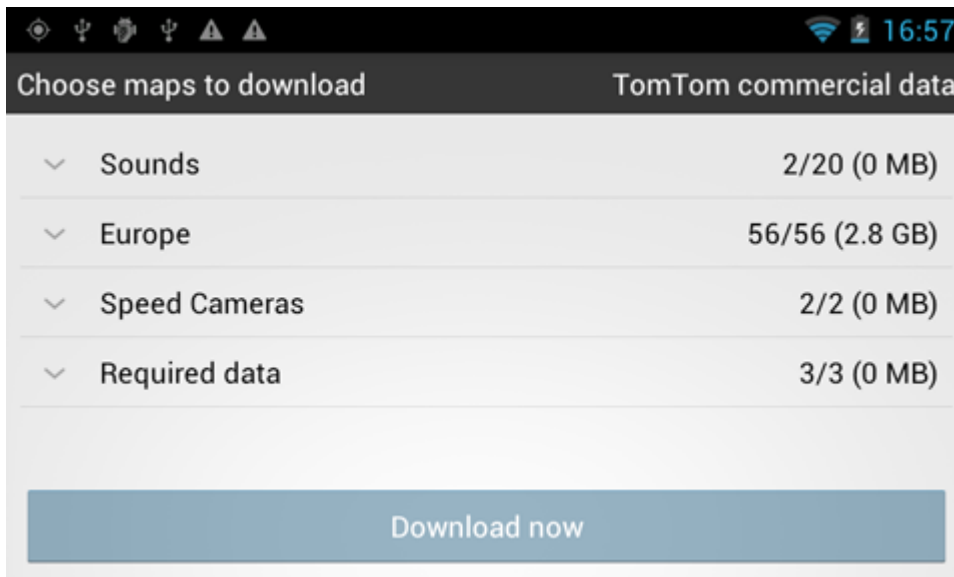 16:57
Choose maps to download TomTom commercial data
Sounds 2/20 (0 MB)
Europe 56/56 (2.8 GB)
Speed Cameras 2/2 (0 MB)
Required data 3/3 (0 MB)
Download now